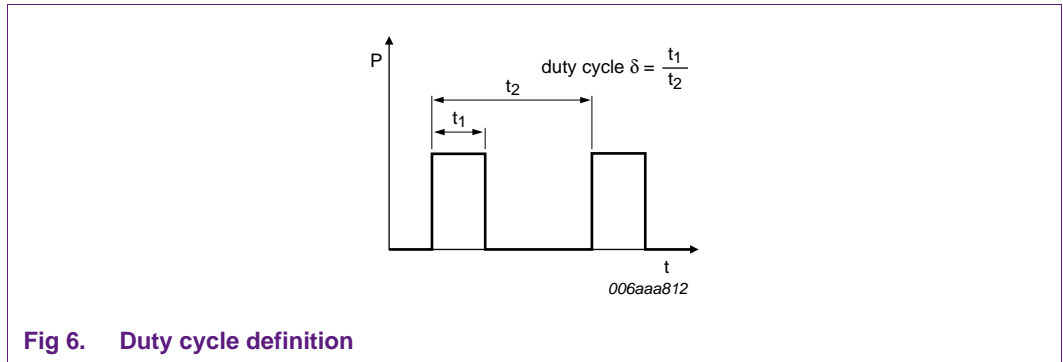 P
duty cycle δ = t1
t2
t2
t1
t
006aaa812
Fig 6. Duty cycle definition